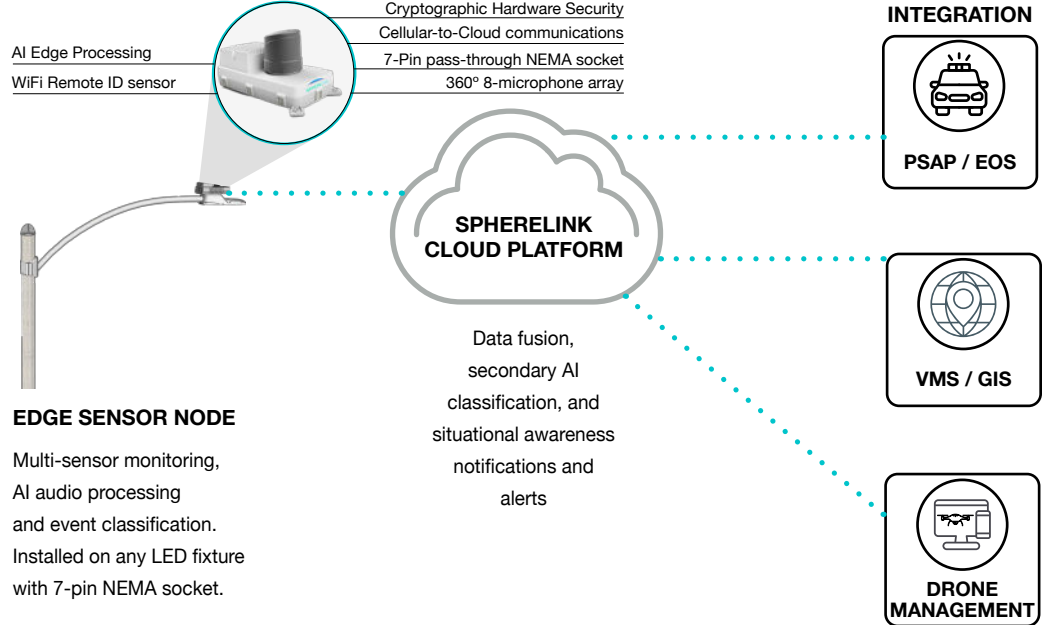 Cryptographic Hardware Security
Cellular-to-Cloud communications
7-Pin pass-through NEMA socket
360º 8-microphone array
AI Edge Processing
WiFi Remote ID sensor
EDGE SENSOR NODE
Multi-sensor monitoring,
AI audio processing
and event classification.
Installed on any LED fixture
with 7-pin NEMA socket.
SPHERELINK
CLOUD PLATFORM
Data fusion,
secondary AI
classification, and
situational awareness
notifications and
alerts
INTEGRATION
PSAP / EOS
VMS / GIS
DRONE
MANAGEMENT